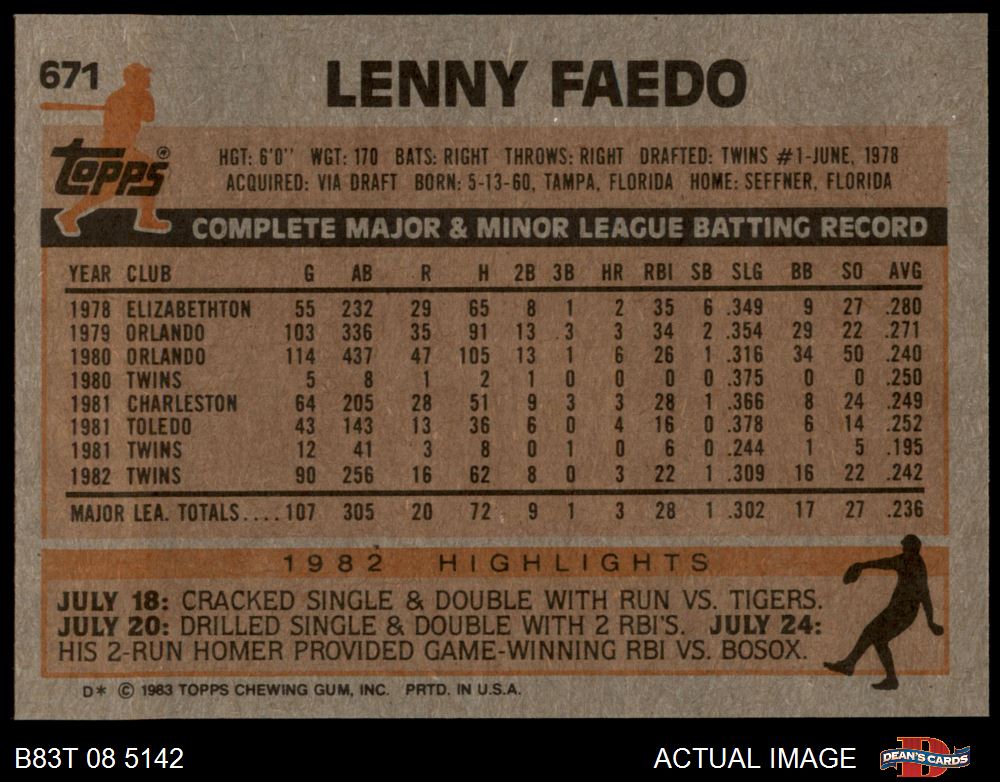 671
LENNY FAEDO
Topps®
HGT: 6'0" WGT: 170 BATS: RIGHT THROWS: RIGHT DRAFTED: TWINS #1-JUNE, 1978
ACQUIRED: VIA DRAFT BORN: 5-13-60, TAMPA, FLORIDA HOME: SEFFNER, FLORIDA
COMPLETE MAJOR & MINOR LEAGUE BATTING RECORD
YEAR CLUB G AB R H 2B 3B HR RBI SB SLG BB SO AVG
1978 ELIZABETHTON 55 232 29 65 8 1 2 35 6 .349 9 27 .280
1979 ORLANDO 103 336 35 91 13 3 3 34 2 .354 29 22 .271
1980 ORLANDO 114 437 47 105 13 1 6 26 1 .316 34 50 .240
1980 TWINS 5 8 1 2 1 0 0 0 0 .375 0 0 .250
1981 CHARLESTON 64 205 28 51 9 3 3 28 1 .366 8 24 .249
1981 TOLEDO 43 143 13 36 6 0 4 16 0 .378 6 14 .252
1981 TWINS 12 41 3 8 0 1 0 6 0 .244 1 5 .195
1982 TWINS 90 256 16 62 8 0 3 22 1 .309 16 22 .242
MAJOR LEA. TOTALS....107 305 20 72 9 1 3 28 1 .302 17 27 .236
1982 HIGHLIGHTS
JULY 18: CRACKED SINGLE & DOUBLE WITH RUN VS. TIGERS.
JULY 20: DRILLED SINGLE & DOUBLE WITH 2 RBI'S. JULY 24:
HIS 2-RUN HOMER PROVIDED GAME-WINNING RBI VS. BOSOX.
D* © 1983 TOPPS CHEWING GUM, INC. PRTD. IN U.S.A.
B83T 08 5142 ACTUAL IMAGE DEAN'S CARDS